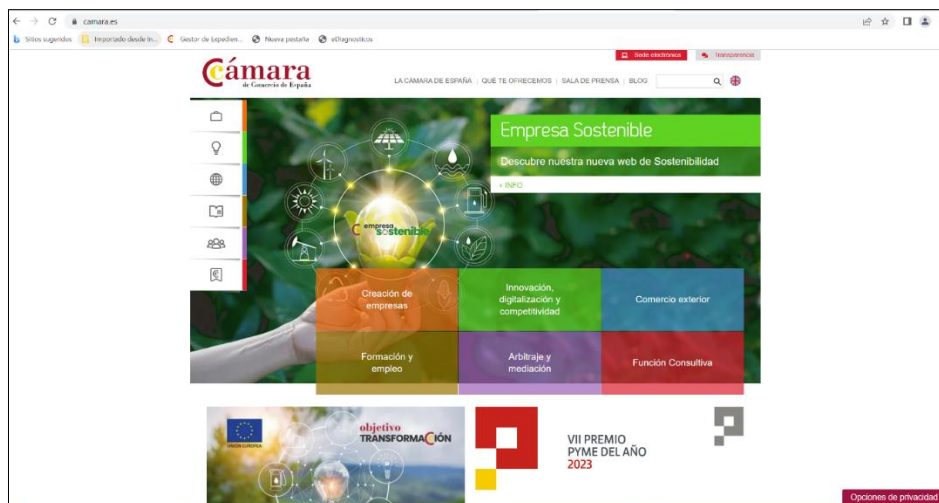 camara.es
Sitios sugeridos
Importado desde In...
Gestor de Expedien...
Nueva pestaña
eDiagnosticos
Sede electrónica
Transparencia
Cámara
de Comercio de España
LA CÁMARA DE ESPAÑA | QUÉ TE OFRECEMOS | SALA DE PRENSA | BLOG
Empresa Sostenible
Descubre nuestra nueva web de Sostenibilidad
+ INFO
empresa
sostenible
Creación de
empresas
Innovación,
digitalización y
competitividad
Comercio exterior
Formación y
empleo
Arbitraje y
mediación
Función Consultiva
UNIÓN EUROPEA
objetivo
TRANSFORMACIÓN
VII PREMIO
PYME DEL AÑO
2023
Opciones de privacidad